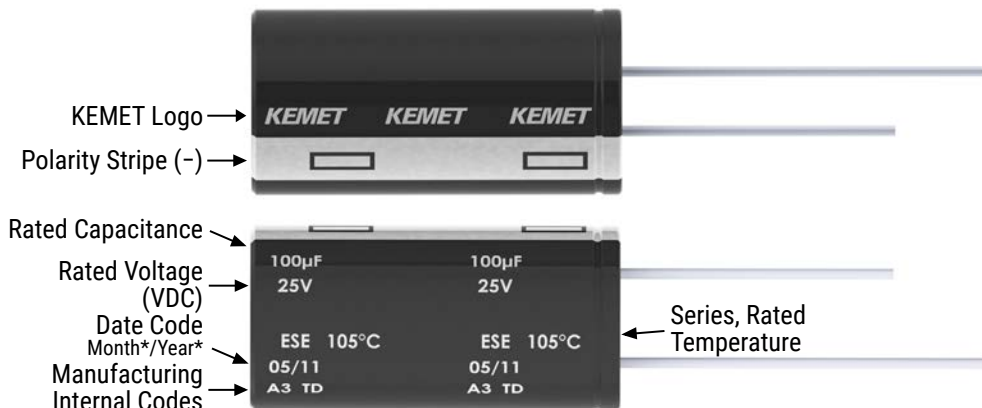 KEMET Logo
KEMET KEMET KEMET
Polarity Stripe (−)
Rated Capacitance
100µF 100µF
Rated Voltage
(VDC)
25V 25V
Date Code
Month*/Year*
ESE 105°C ESE 105°C
Series, Rated
Temperature
05/11 05/11
Manufacturing
Internal Codes
A3 TD A3 TD